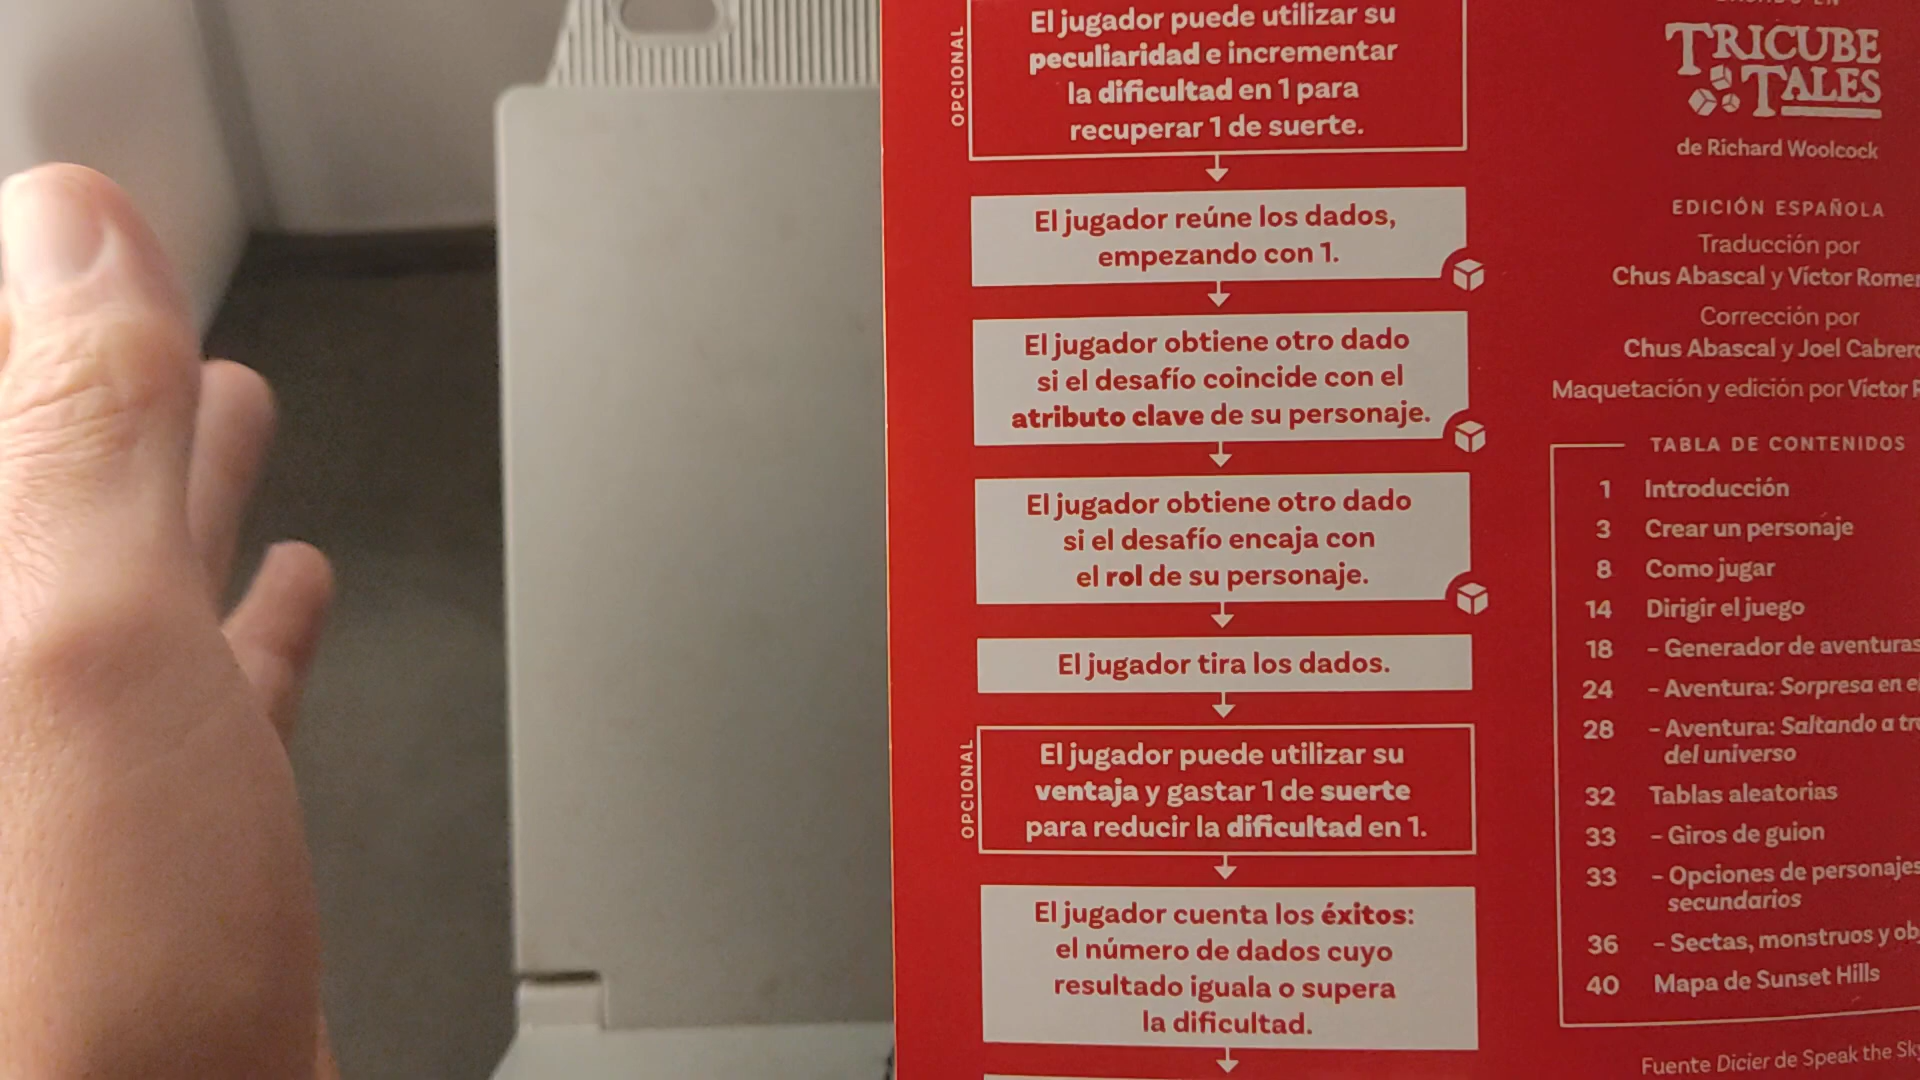 OPCIONAL
El jugador puede utilizar su
peculiaridad e incrementar
la dificultad en 1 para
recuperar 1 de suerte.
El jugador reúne los dados,
empezando con 1.
El jugador obtiene otro dado
si el desafío coincide con el
atributo clave de su personaje.
El jugador obtiene otro dado
si el desafío encaja con
el rol de su personaje.
El jugador tira los dados.
OPCIONAL
El jugador puede utilizar su
ventaja y gastar 1 de suerte
para reducir la dificultad en 1.
El jugador cuenta los éxitos:
el número de dados cuyo
resultado iguala o supera
la dificultad.
TRICUBE
TALES
de Richard Woolcock
EDICIÓN ESPAÑOLA
Traducción por
Chus Abascal y Víctor
Corrección por
Chus Abascal y Joel
Maquetación y edición por Víctor
TABLA DE CONTENIDOS
1 Introducción
3 Crear un personaje
8 Como jugar
14 Dirigir el juego
18 – Generador de aventuras
24 – Aventura: Sorpresa en
28 – Aventura: Saltando a
del universo
32 Tablas aleatorias
33 – Giros de guion
33 – Opciones de personajes
secundarios
36 – Sectas, monstruos y
40 Mapa de Sunset Hills
Fuente Dicier de Speak the